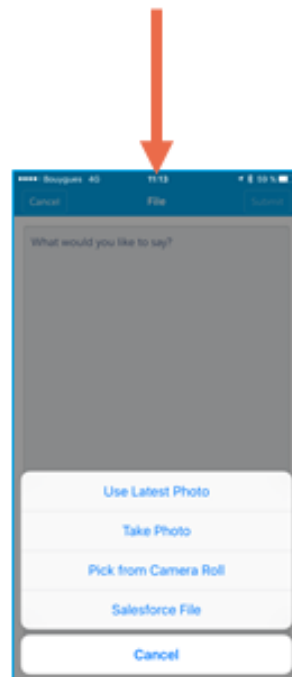 Bouygues 4G 11:13 59 %
Cancel File Submit
What would you like to say?
Use Latest Photo
Take Photo
Pick from Camera Roll
Salesforce File
Cancel